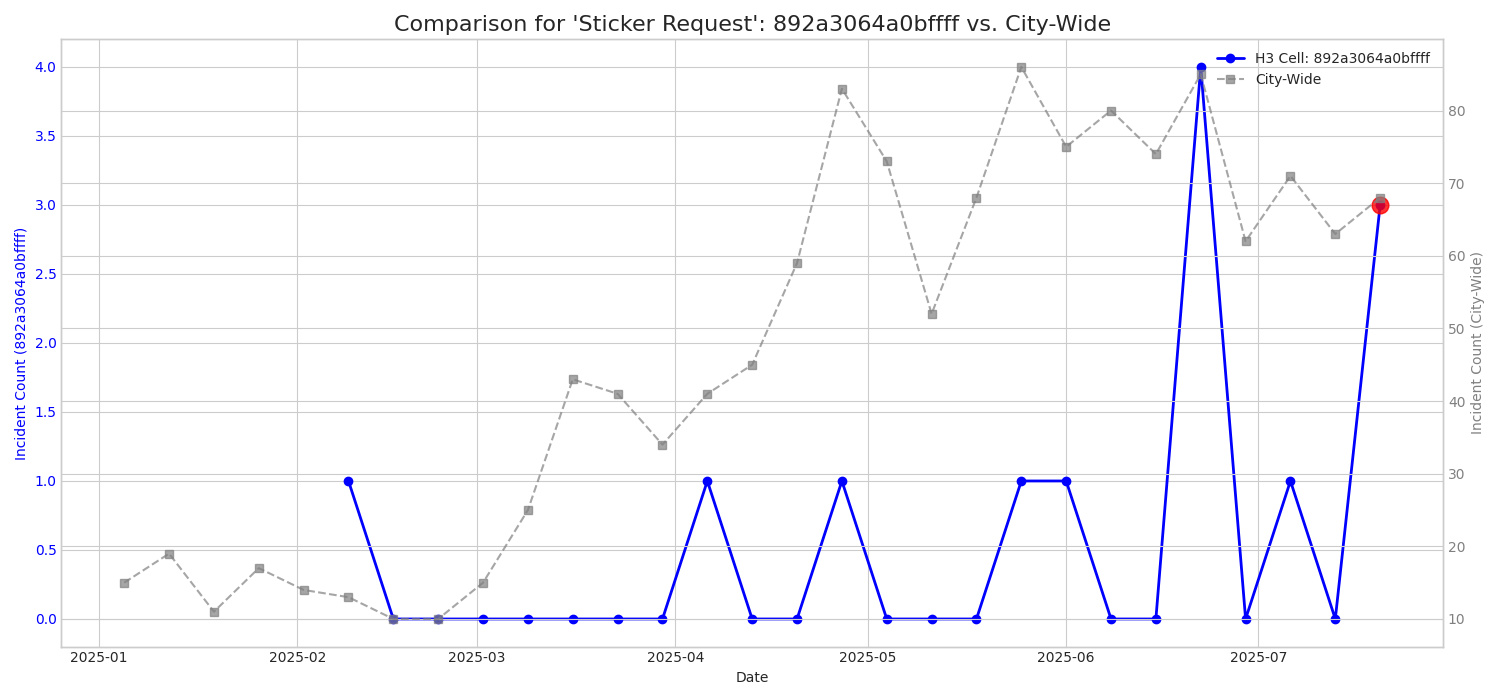 Comparison for 'Sticker Request': 892a3064a0bffff vs. City-Wide
H3 Cell: 892a3064a0bffff
City-Wide
Incident Count (892a3064a0bffff)
4.0
3.5
3.0
2.5
2.0
1.5
1.0
0.5
0.0
80
70
60
50
40
30
20
10
Incident Count (City-Wide)
2025-01 2025-02 2025-03 2025-04 2025-05 2025-06 2025-07
Date